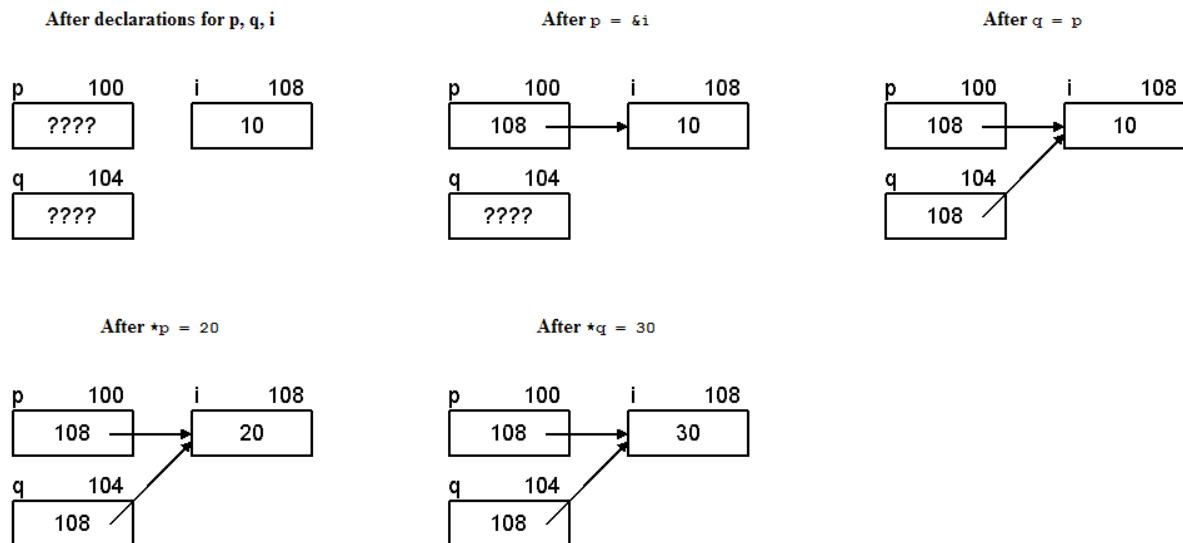 After declarations for p, q, i
After p = &i
After q = p
p 100 i 108
???? 10
q 104
????
p 100 i 108
108 10
q 104
????
p 100 i 108
108 10
q 104
108
After *p = 20
After *q = 30
p 100 i 108
108 20
q 104
108
p 100 i 108
108 30
q 104
108